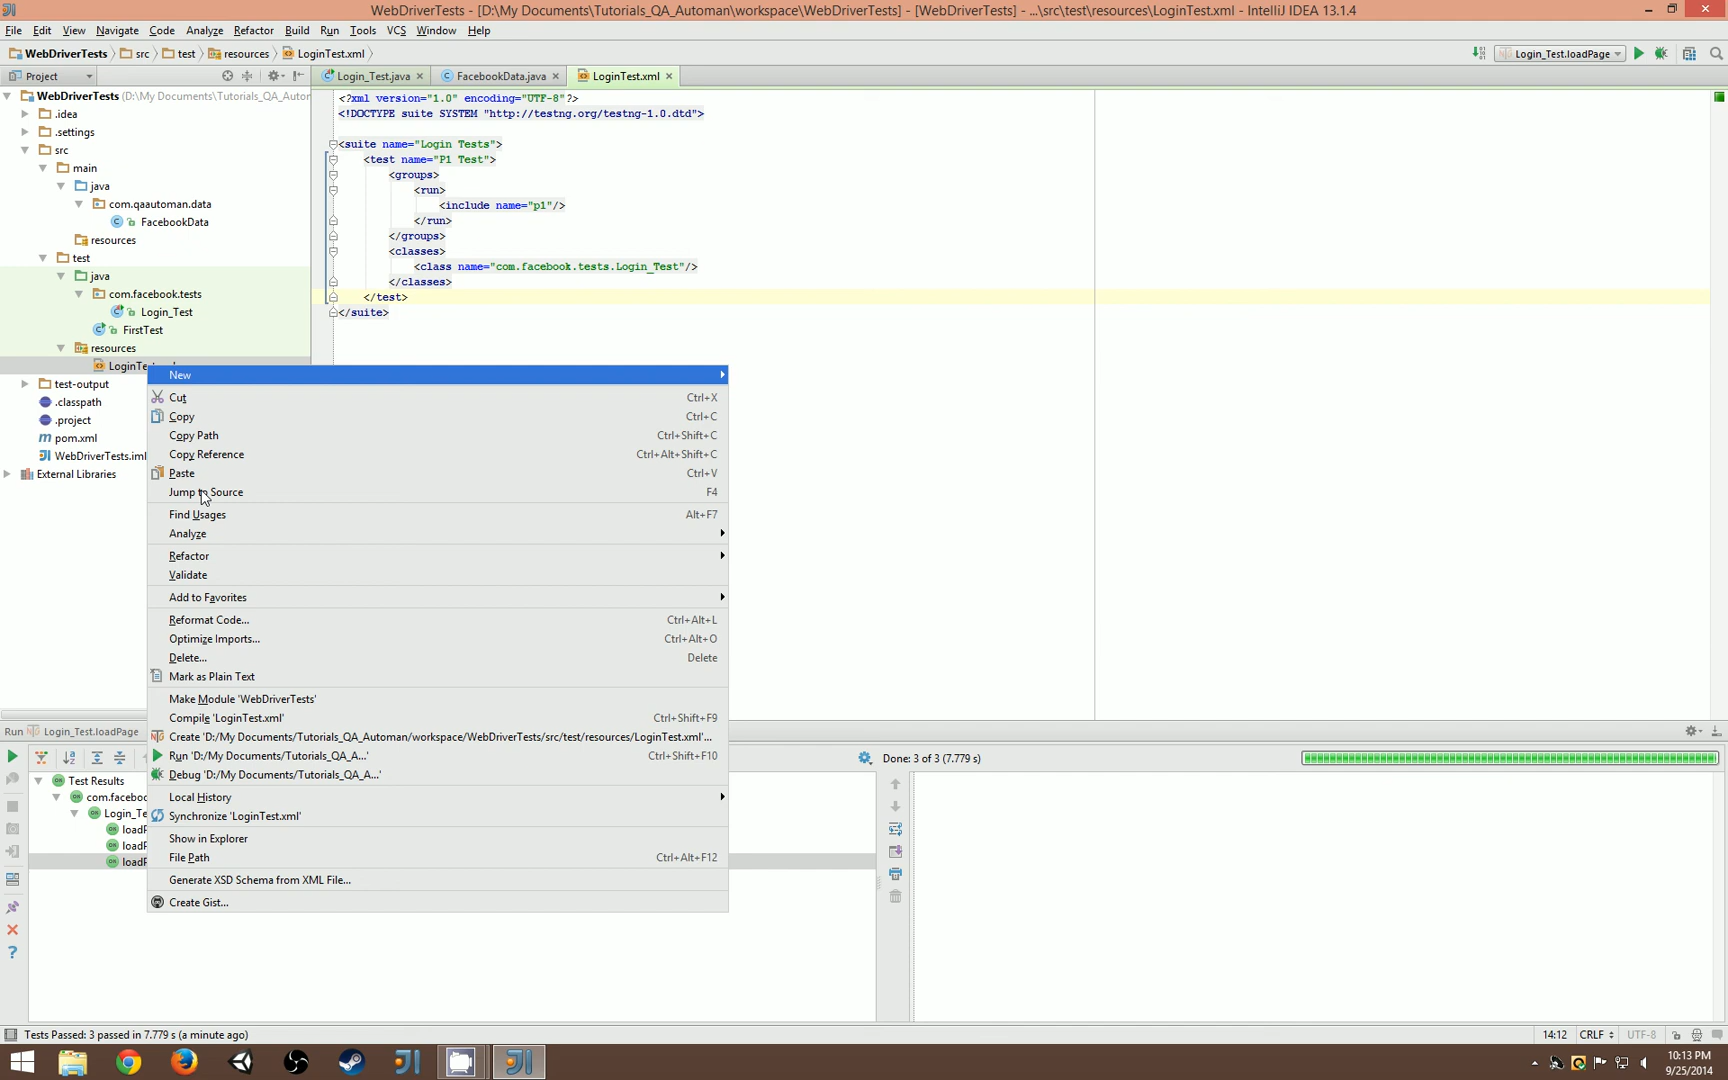 WebDriverTests - [D:\My Documents\Tutorials_QA_Automan\workspace\WebDriverTests] - [WebDriverTests] - ...\src\test\resources\LoginTest.xml - IntelliJ IDEA 13.1.4
File Edit View Navigate Code Analyze Refactor Build Run Tools VCS Window Help
WebDriverTests src test resources LoginTest.xml
Login_Test.loadPage
Project
Login_Test.java FacebookData.java LoginTest.xml
WebDriverTests (D:\My Documents\Tutorials_QA_Autor
.idea
.settings
src
main
java
com.qaautoman.data
FacebookData
resources
test
java
com.facebook.tests
Login_Test
FirstTest
resources
LoginTe
test-output
.classpath
.project
pom.xml
WebDriverTests.iml
External Libraries
<?xml version="1.0" encoding="UTF-8"?>
<!DOCTYPE suite SYSTEM "http://testng.org/testng-1.0.dtd">
<suite name="Login Tests">
<test name="P1 Test">
<groups>
<run>
<include name="p1"/>
</run>
</groups>
<classes>
<class name="com.facebook.tests.Login_Test"/>
</classes>
</test>
</suite>
New
Cut Ctrl+X
Copy Ctrl+C
Copy Path Ctrl+Shift+C
Copy Reference Ctrl+Alt+Shift+C
Paste Ctrl+V
Jump to Source F4
Find Usages Alt+F7
Analyze
Refactor
Validate
Add to Favorites
Reformat Code... Ctrl+Alt+L
Optimize Imports... Ctrl+Alt+O
Delete... Delete
Mark as Plain Text
Make Module 'WebDriverTests'
Compile 'LoginTest.xml' Ctrl+Shift+F9
Create 'D:/My Documents/Tutorials_QA_Automan/workspace/WebDriverTests/src/test/resources/LoginTest.xml'...
Run 'D:/My Documents/Tutorials_QA_A...' Ctrl+Shift+F10
Debug 'D:/My Documents/Tutorials_QA_A...'
Local History
Synchronize 'LoginTest.xml'
Show in Explorer
File Path Ctrl+Alt+F12
Generate XSD Schema from XML File...
Create Gist...
Run Login_Test.loadPage
Done: 3 of 3 (7.779 s)
Test Results
com.facebo
Login_Te
loadP
loadP
loadP
Tests Passed: 3 passed in 7.779 s (a minute ago)
14:12 CRLF UTF-8
10:13 PM
9/25/2014